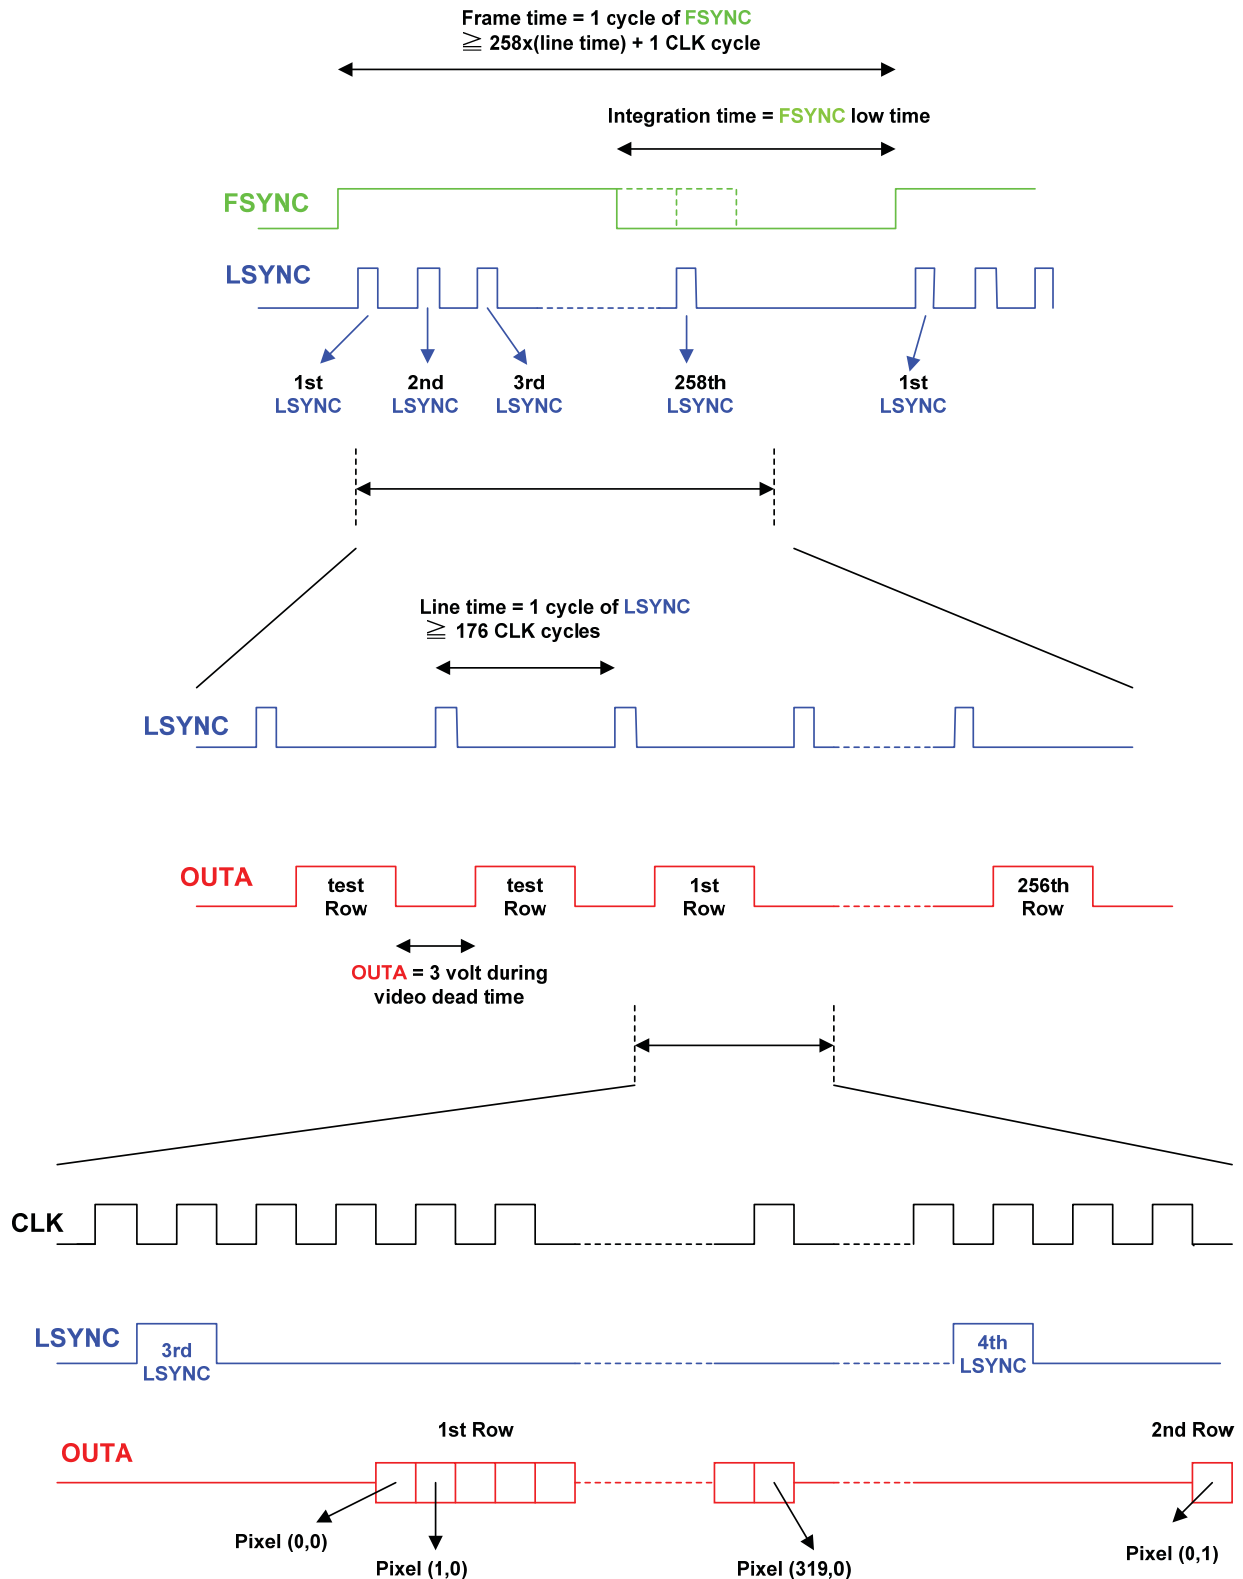 Frame time = 1 cycle of FSYNC
≧ 258x(line time) + 1 CLK cycle
Integration time = FSYNC low time
FSYNC
LSYNC
1st
LSYNC
2nd
LSYNC
3rd
LSYNC
258th
LSYNC
1st
LSYNC
Line time = 1 cycle of LSYNC
≧ 176 CLK cycles
LSYNC
OUTA
test
Row
test
Row
1st
Row
256th
Row
OUTA = 3 volt during
video dead time
CLK
LSYNC
3rd
LSYNC
4th
LSYNC
1st Row
2nd Row
OUTA
Pixel (0,0)
Pixel (1,0)
Pixel (319,0)
Pixel (0,1)